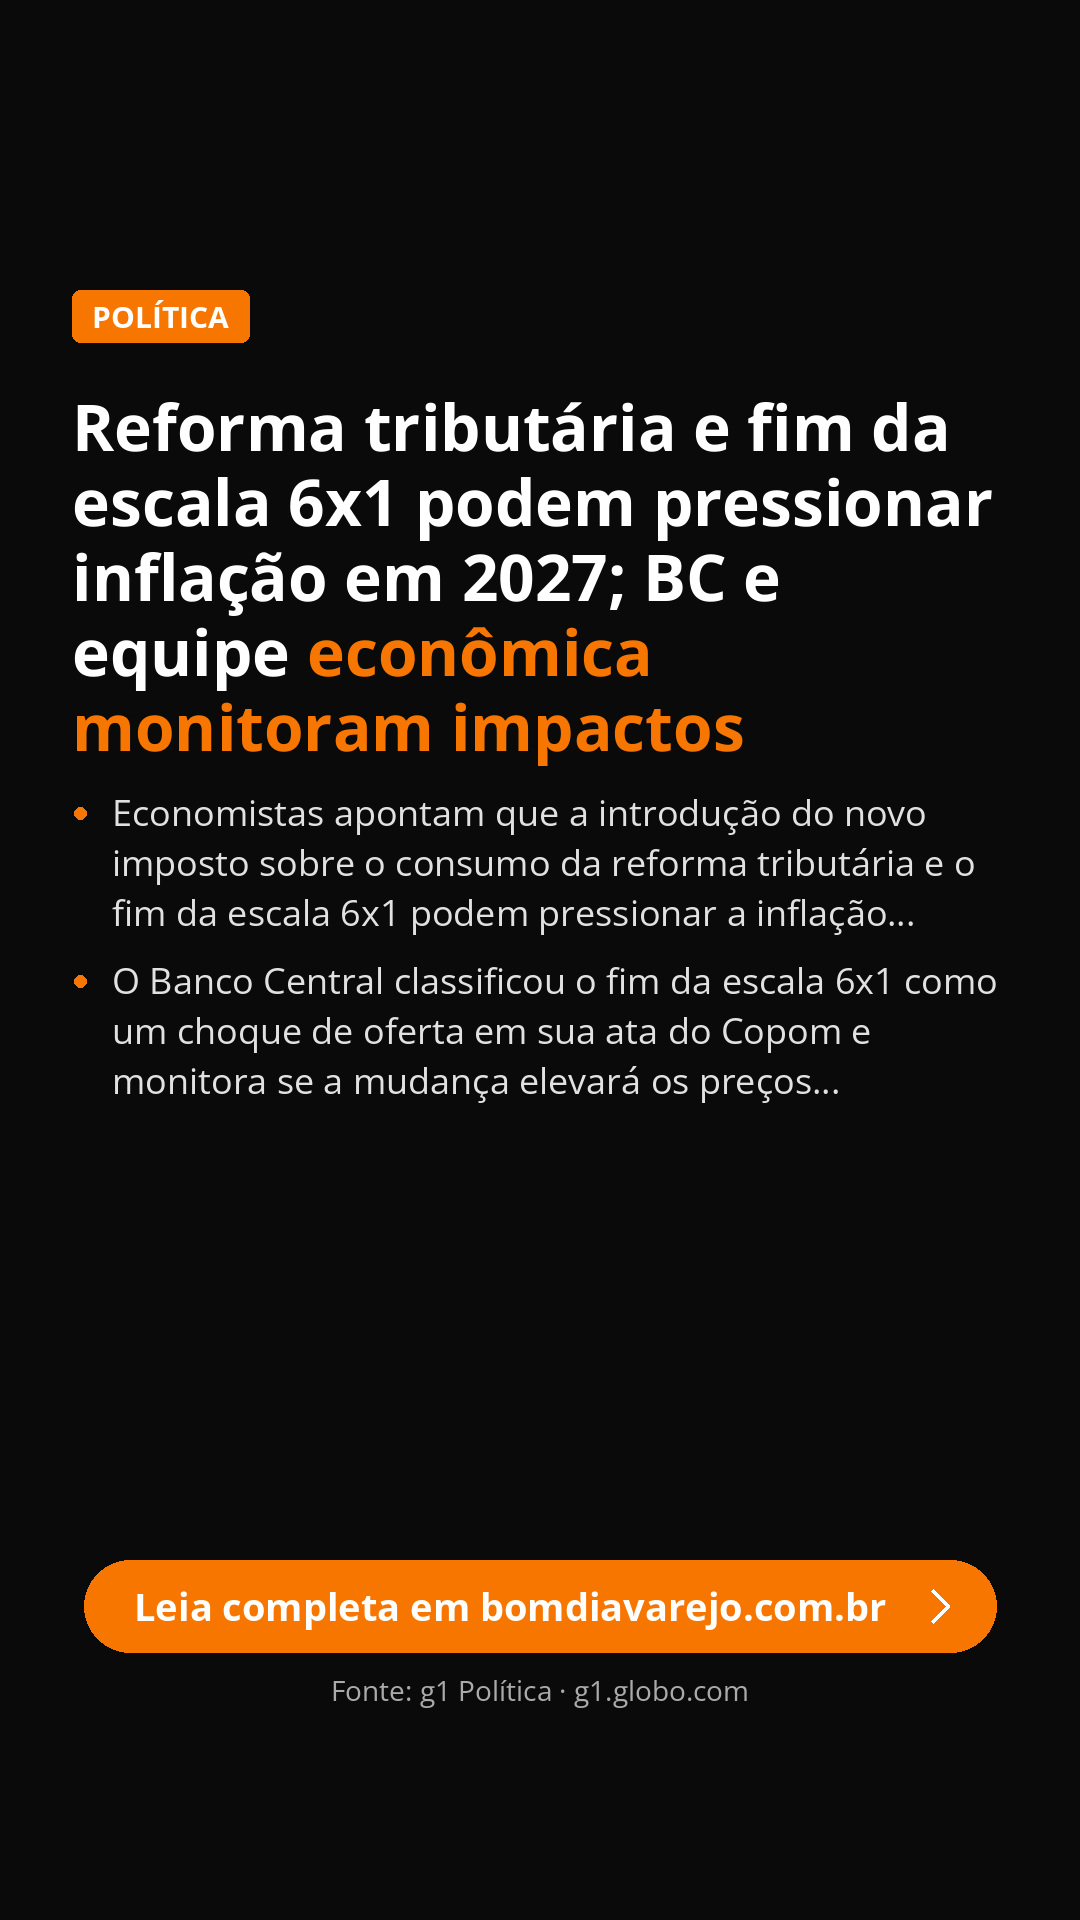 POLÍTICA
Reforma tributária e fim da
escala 6x1 podem pressionar
inflação em 2027; BC e
equipe econômica
monitoram impactos
• Economistas apontam que a introdução do novo
imposto sobre o consumo da reforma tributária e o
fim da escala 6x1 podem pressionar a inflação...
• O Banco Central classificou o fim da escala 6x1 como
um choque de oferta em sua ata do Copom e
monitora se a mudança elevará os preços...
Leia completa em bomdiavarejo.com.br
Fonte: g1 Política · g1.globo.com